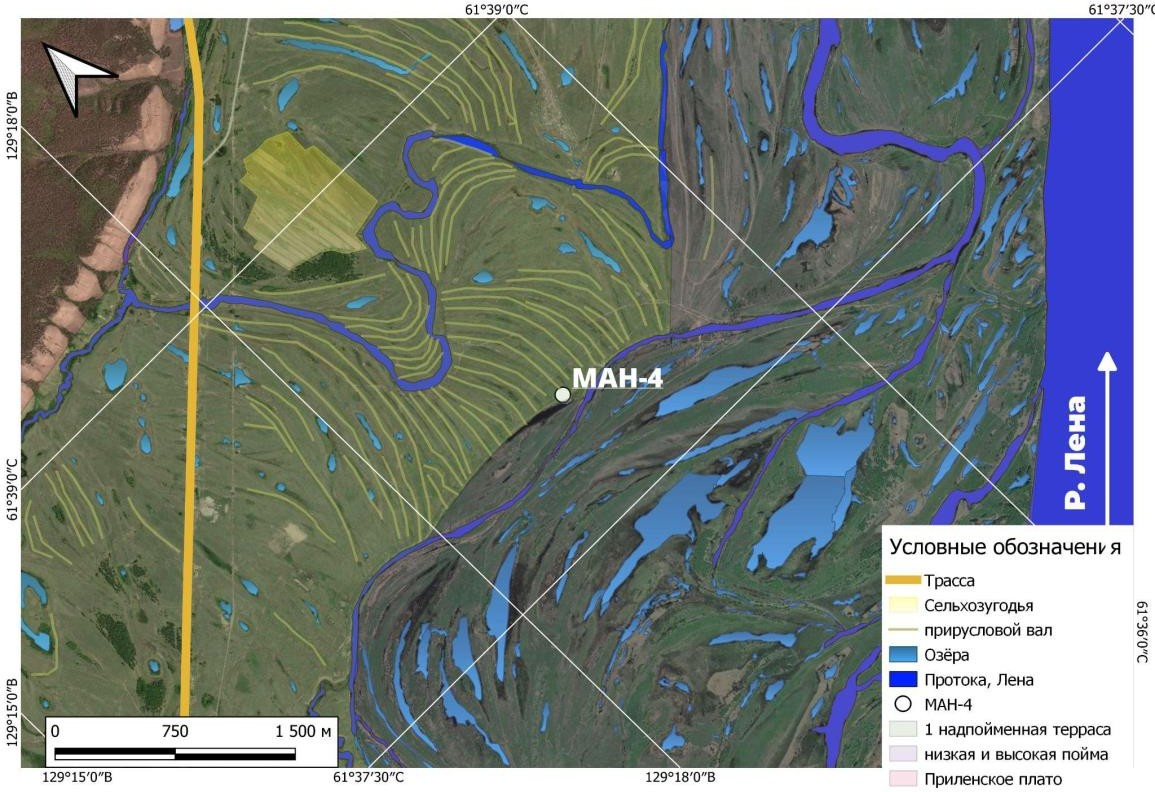 61°39′0″С
61°37′30″С
129°18′0″В
МАН-4
Р. Лена
61°39′0″С
Условные обозначения
Трасса
Сельхозугодья
прирусловой вал
Озёра
Протока, Лена
МАН-4
1 надпойменная терраса
низкая и высокая пойма
Приленское плато
61°36′0″С
129°15′0″В
0 750 1 500 м
129°15′0″В
61°37′30″С
129°18′0″В